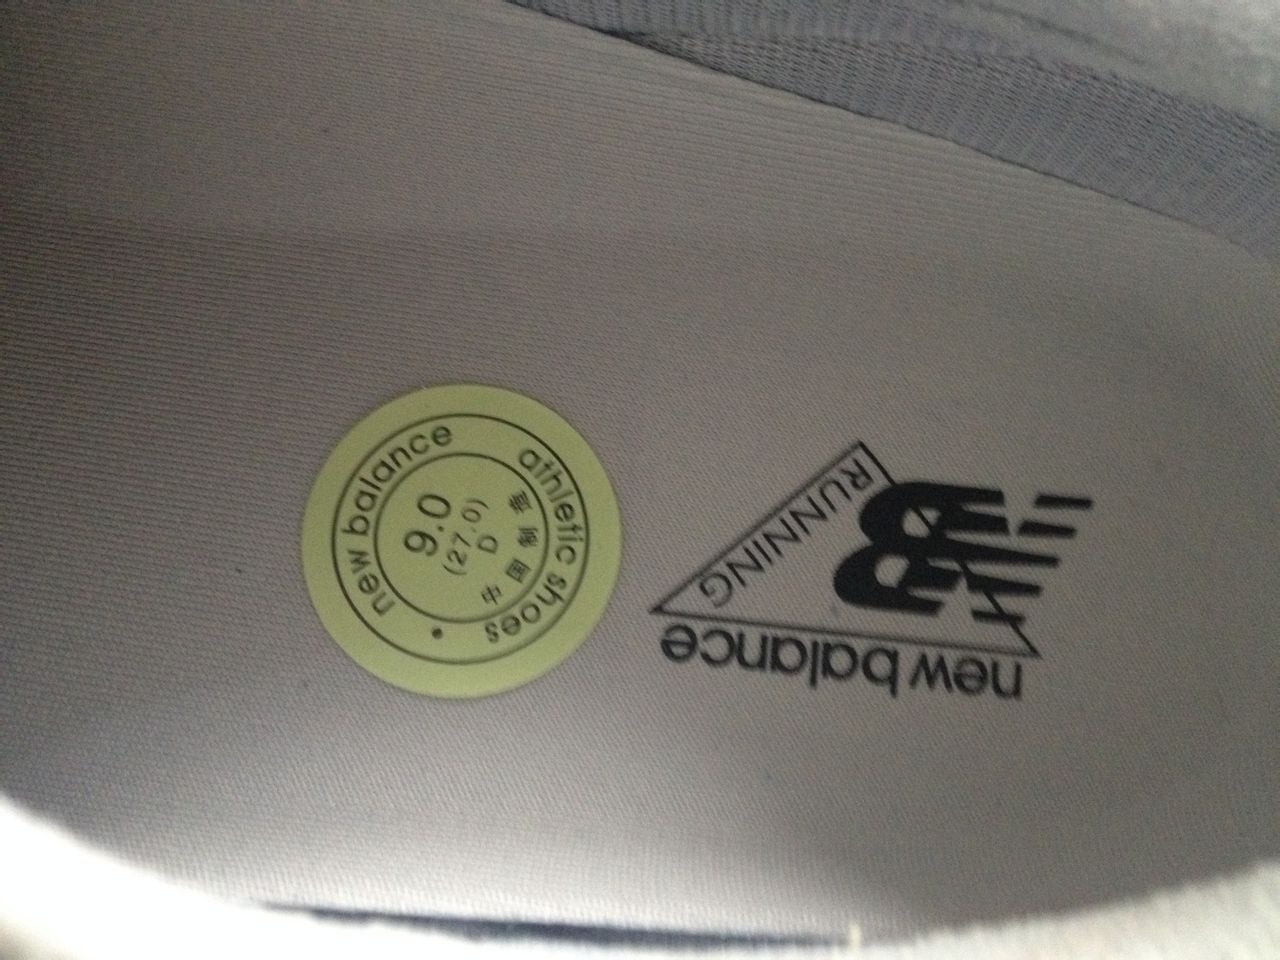 new balance
athletic shoes
9.0
(27.0)
D
中国制造
RUNNING
new balance